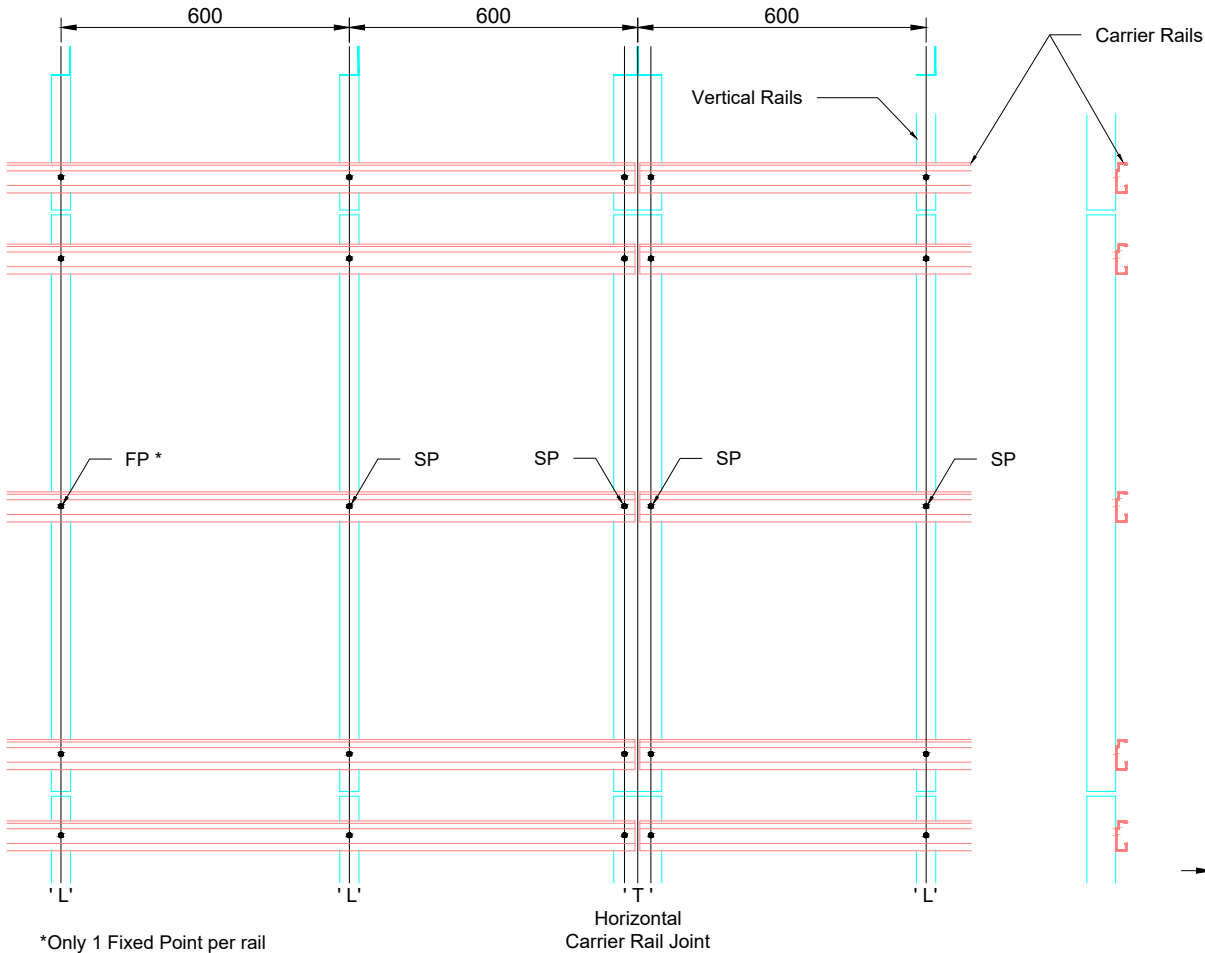 600
600
600
Carrier Rails
Vertical Rails
FP *
SP
SP
SP
SP
' L'
' L'
' T '
' L'
Horizontal
Carrier Rail Joint
*Only 1 Fixed Point per rail